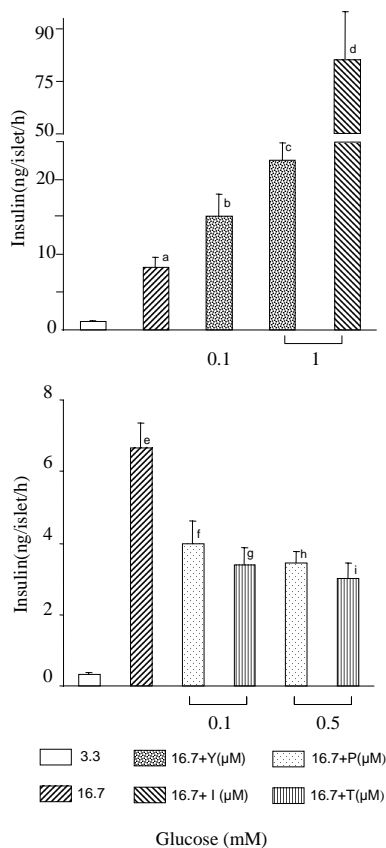 90
75
50
20
10
0
Insulin(ng/islet/h)
a
b
c
d
0.1
1
8
6
4
2
0
Insulin(ng/islet/h)
e
f
g
h
i
0.1
0.5
3.3
16.7+Y(μM)
16.7+P(μM)
16.7
16.7+ I (μM)
16.7+T(μM)
Glucose (mM)